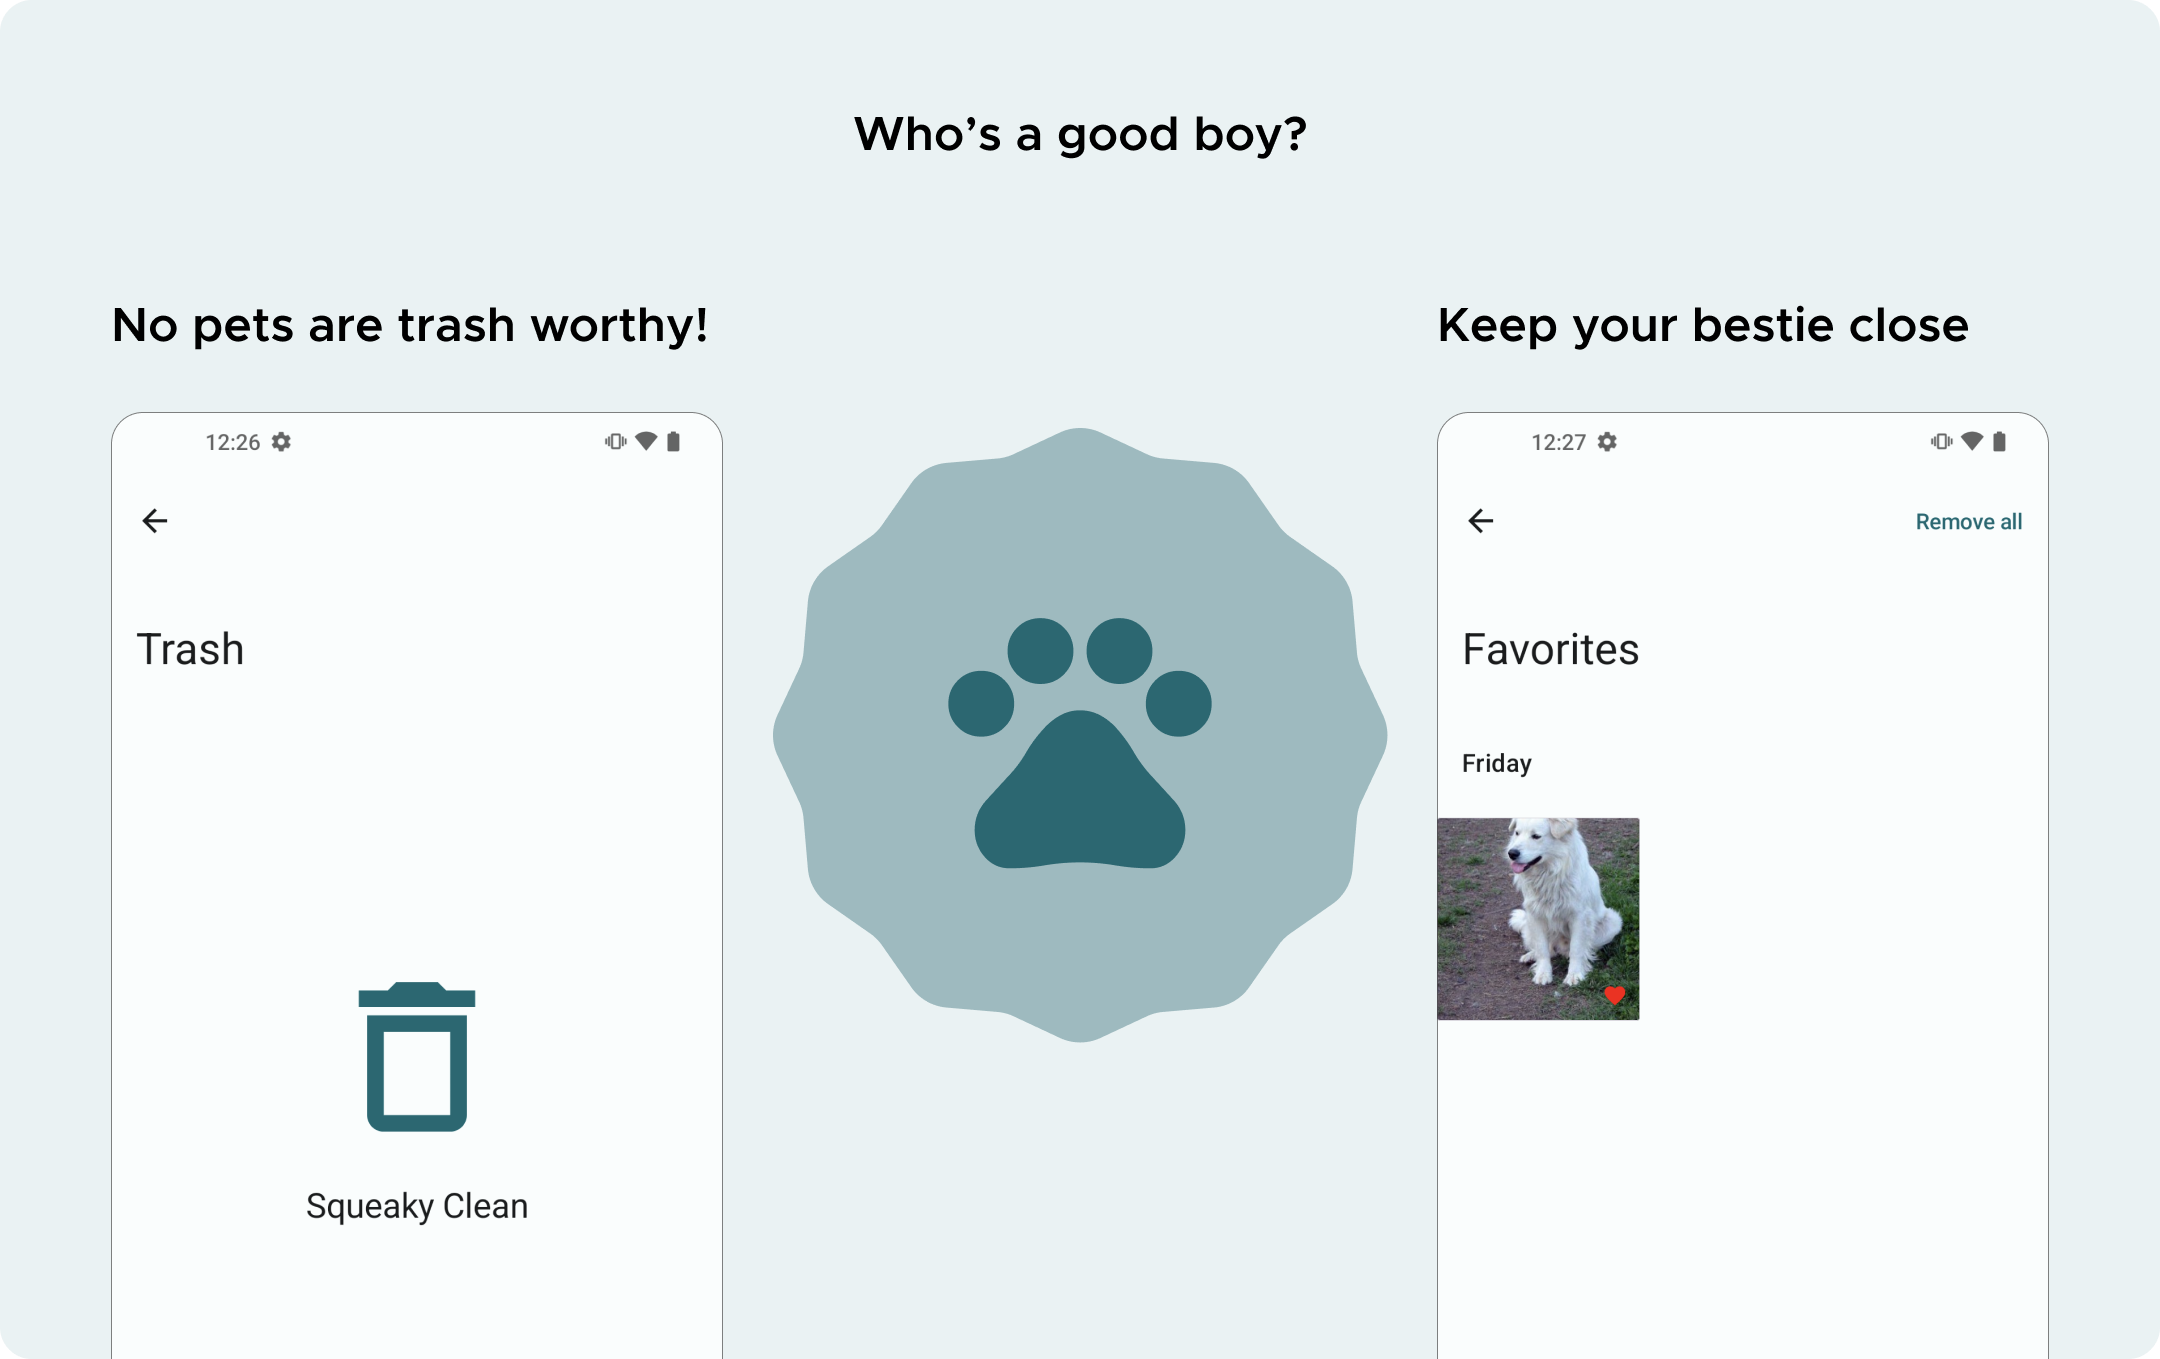 Who’s a good boy?
No pets are trash worthy!
12:26
Trash
Squeaky Clean
Keep your bestie close
12:27
Remove all
Favorites
Friday